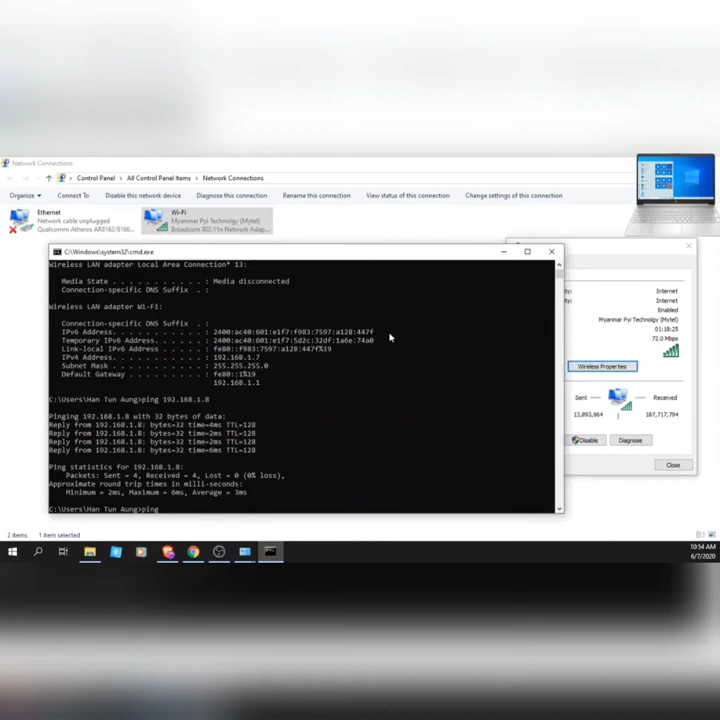 Network Connections
Control Panel > All Control Panel Items > Network Connections
Organize Connect To Disable this network device Diagnose this connection Rename this connection View status of this connection Change settings of this connection
Ethernet
Network cable unplugged
Qualcomm Atheros AR8162/8166...
Wi-Fi
Myanmar Pyi Technolgy (Mytel)
Broadcom 802.11n Network Adap...
C:\Windows\system32\cmd.exe
Wireless LAN adapter Local Area Connection* 13:
Media State . . . . . . . . . . . : Media disconnected
Connection-specific DNS Suffix . :
Wireless LAN adapter Wi-Fi:
Connection-specific DNS Suffix . :
IPv6 Address. . . . . . . . . . . : 2400:ac40:601:e1f7:f983:7597:a128:447f
Temporary IPv6 Address. . . . . . : 2400:ac40:601:e1f7:5d2c:32df:1a6e:74a0
Link-local IPv6 Address . . . . . : fe80::f983:7597:a128:447f%19
IPv4 Address. . . . . . . . . . . : 192.168.1.7
Subnet Mask . . . . . . . . . . . : 255.255.255.0
Default Gateway . . . . . . . . . : fe80::1%19
192.168.1.1
C:\Users\Han Tun Aung>ping 192.168.1.8
Pinging 192.168.1.8 with 32 bytes of data:
Reply from 192.168.1.8: bytes=32 time=4ms TTL=128
Reply from 192.168.1.8: bytes=32 time=2ms TTL=128
Reply from 192.168.1.8: bytes=32 time=2ms TTL=128
Reply from 192.168.1.8: bytes=32 time=6ms TTL=128
Ping statistics for 192.168.1.8:
Packets: Sent = 4, Received = 4, Lost = 0 (0% loss),
Approximate round trip times in milli-seconds:
Minimum = 2ms, Maximum = 6ms, Average = 3ms
C:\Users\Han Tun Aung>ping
Internet
Internet
Enabled
Myanmar Pyi Technolgy (Mytel)
01:18:25
72.0 Mbps
Wireless Properties
Sent Received
13,893,864 | 187,717,794
Disable Diagnose
Close
2 items 1 item selected
10:54 AM
6/7/2020